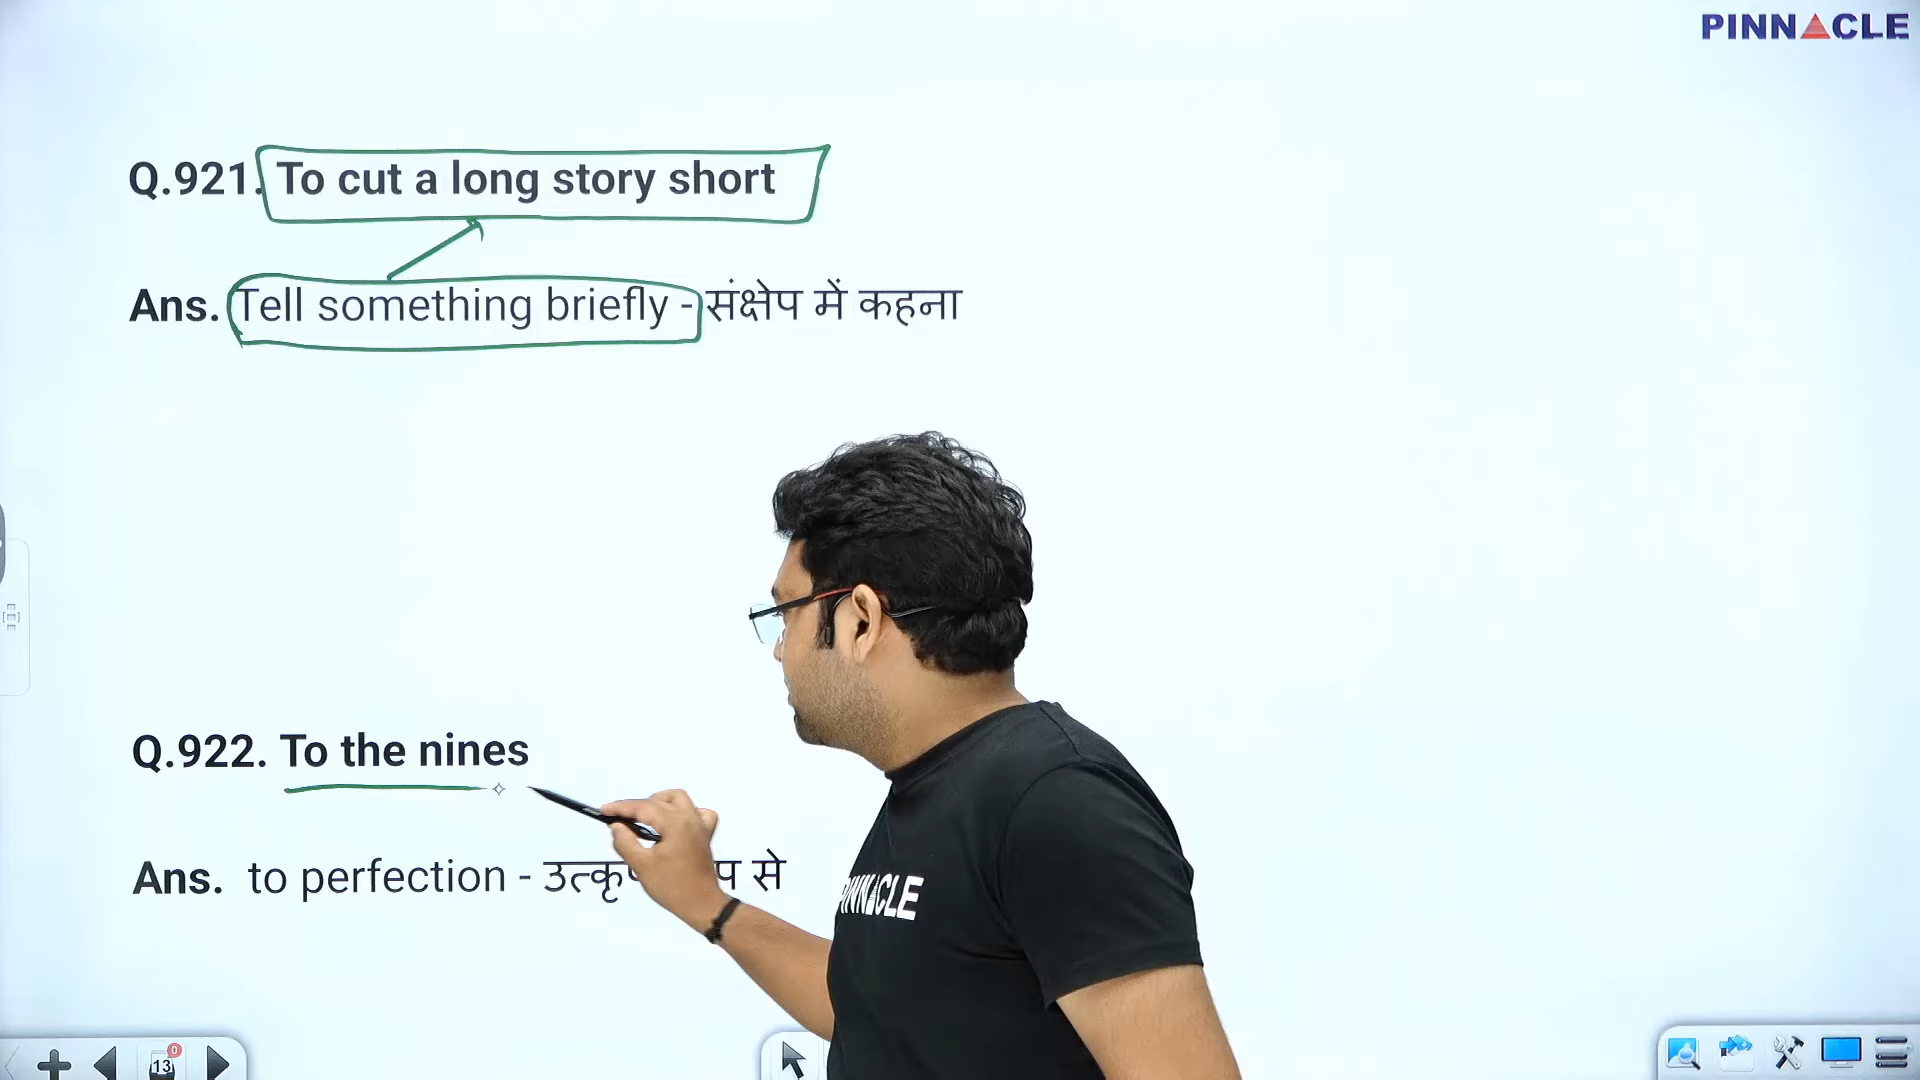 PINNACLE
Q.921. To cut a long story short
Ans. Tell something briefly - संक्षेप में कहना
Q.922. To the nines
Ans. to perfection - से
PINNACLE
13
0